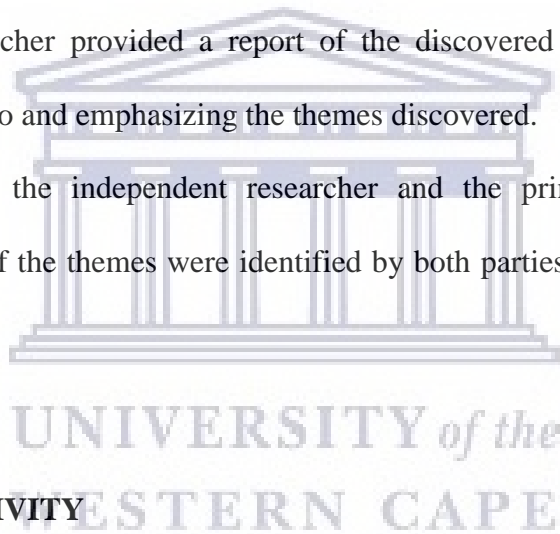 cher provided a report of the discovered
o and emphasizing the themes discovered.
the independent researcher and the pri
f the themes were identified by both parties
UNIVERSITY of the
IVITY
WESTERN CAPE